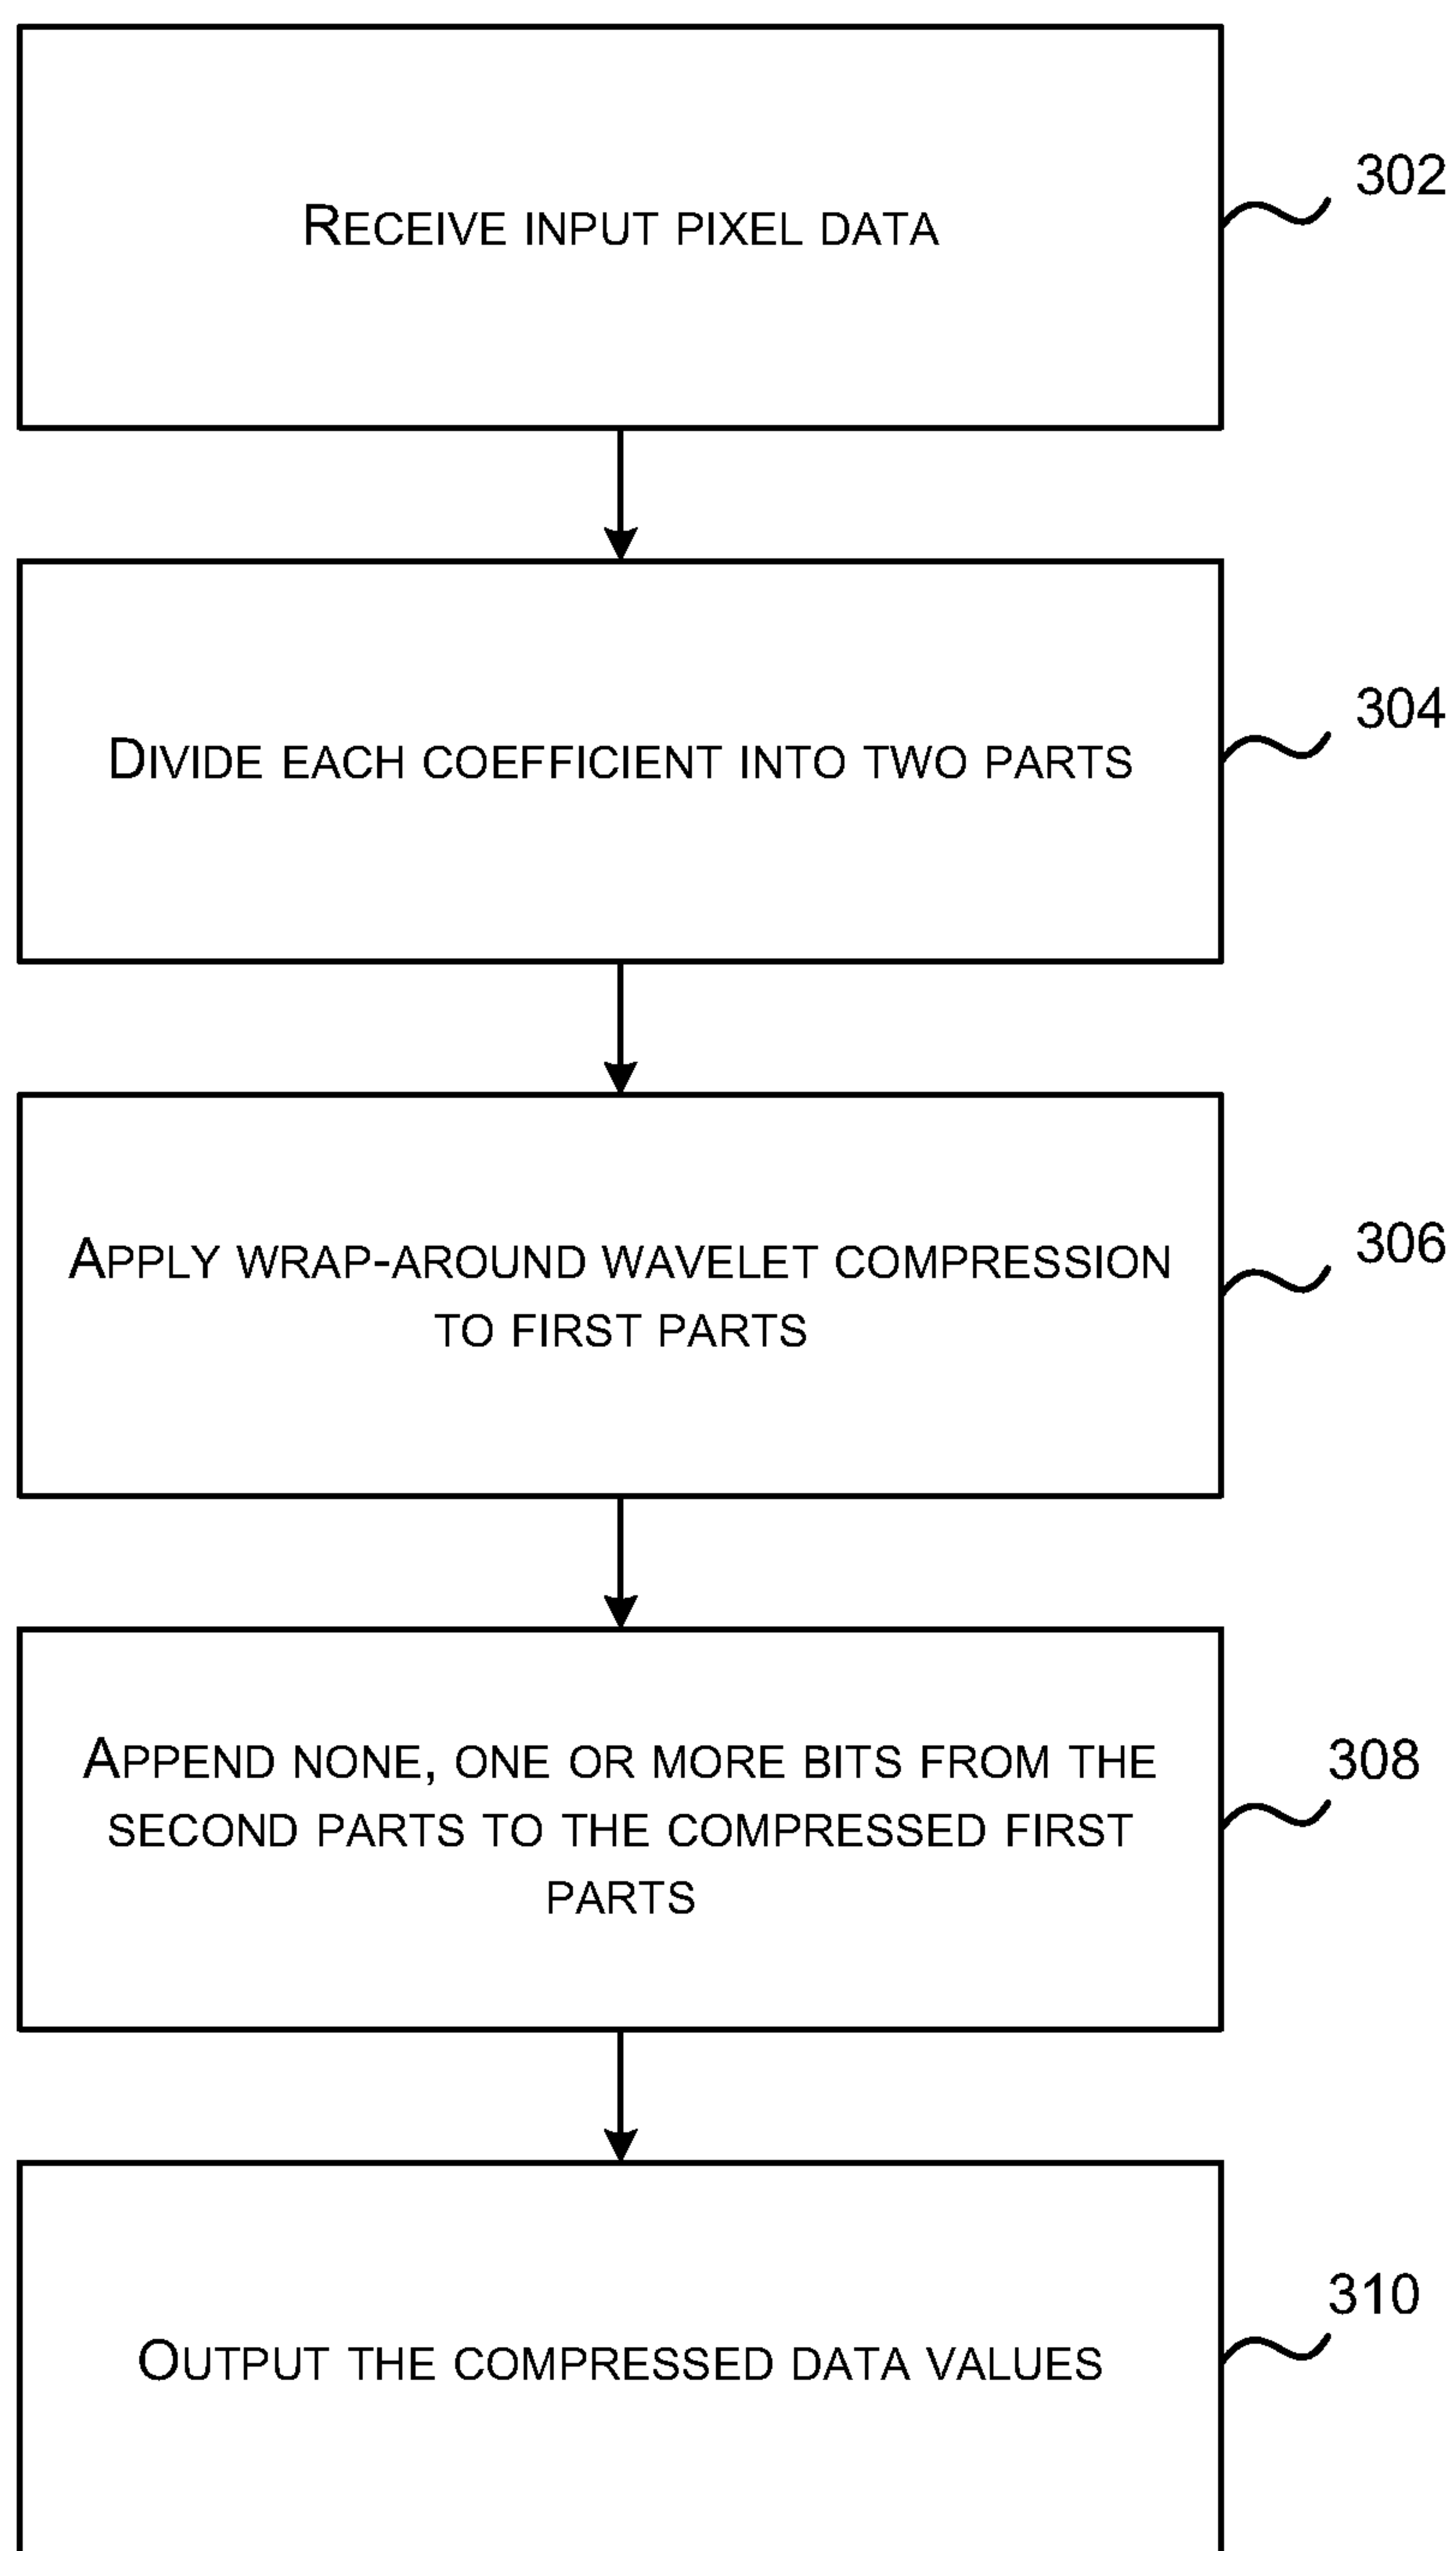 302
RECEIVE INPUT PIXEL DATA
304
DIVIDE EACH COEFFICIENT INTO TWO PARTS
306
APPLY WRAP-AROUND WAVELET COMPRESSION
TO FIRST PARTS
308
APPEND NONE, ONE OR MORE BITS FROM THE
SECOND PARTS TO THE COMPRESSED FIRST
PARTS
310
OUTPUT THE COMPRESSED DATA VALUES